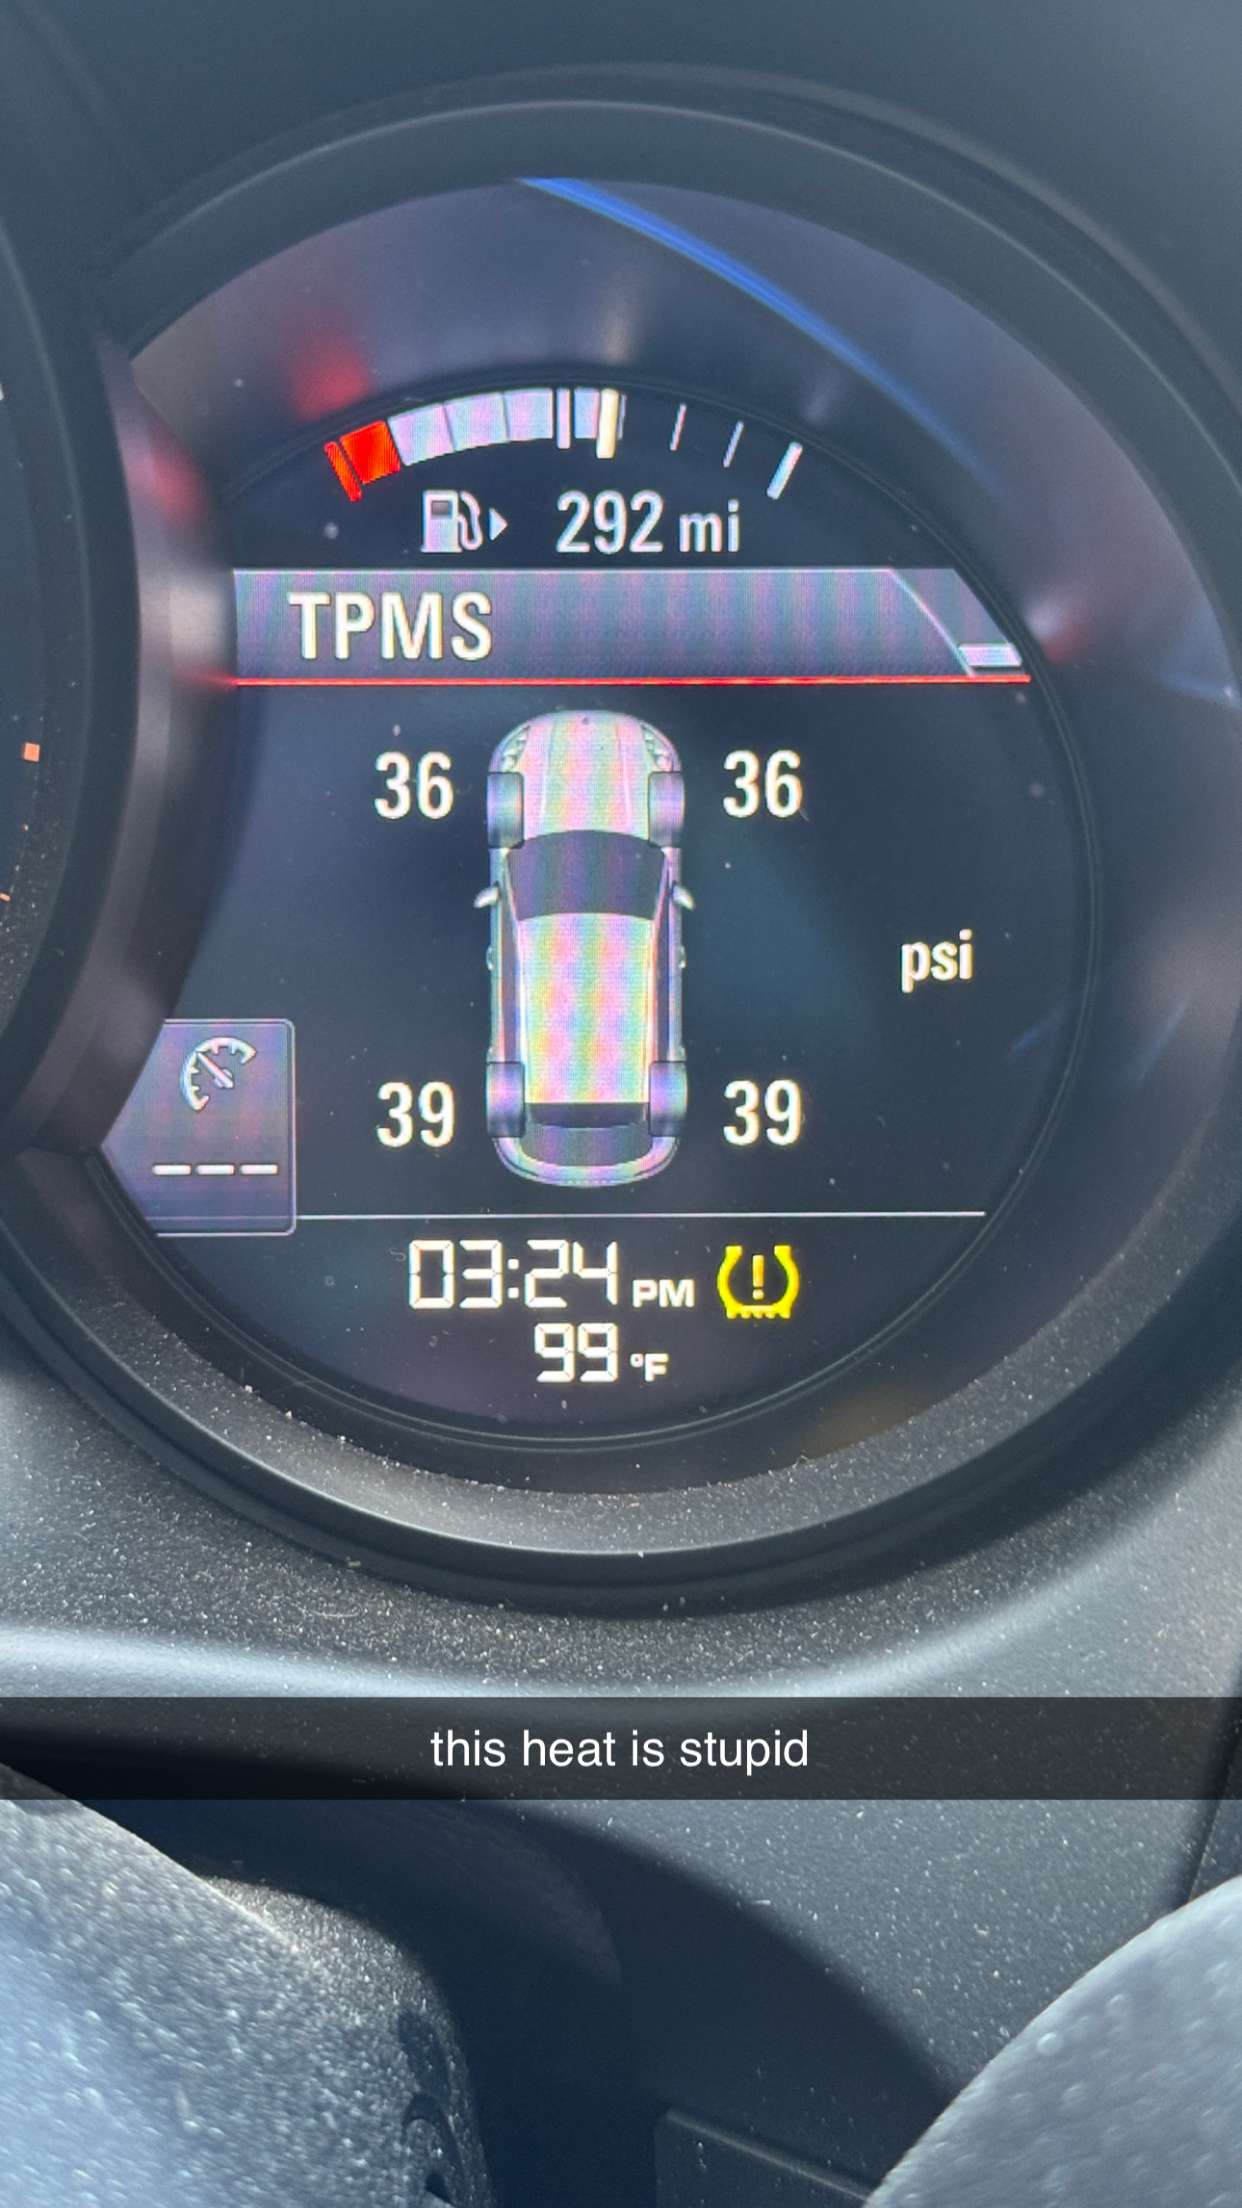 292 mi
TPMS
36 36
psi
39 39
---
03:24 PM
99 °F
this heat is stupid